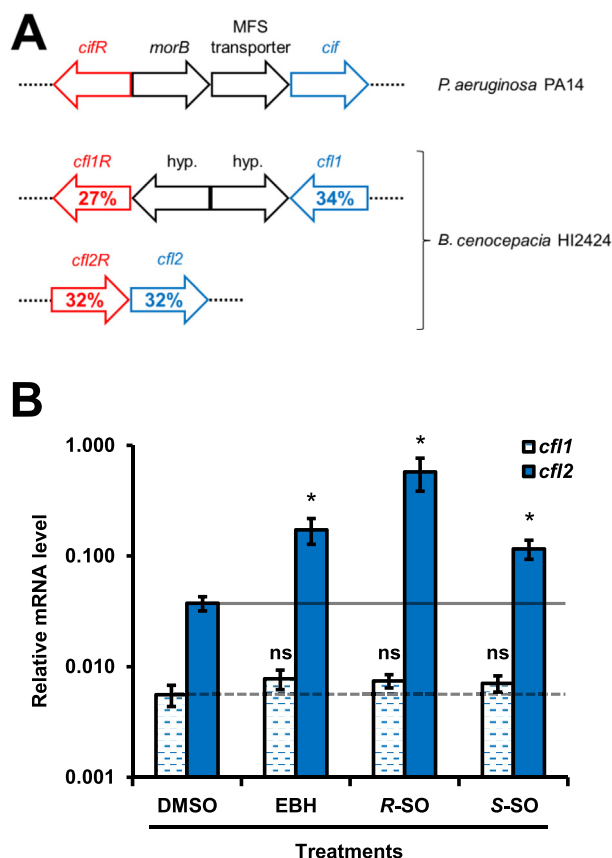 A
cifR morB MFS transporter cif
P. aeruginosa PA14
cfl1R hyp. hyp. cfl1
27% 34%
B. cenocepacia HI2424
cfl2R cfl2
32% 32%
B
Relative mRNA level
1.000
0.100
0.010
0.001
cfl1
cfl2
* * *
ns ns ns
DMSO EBH R-SO S-SO
Treatments